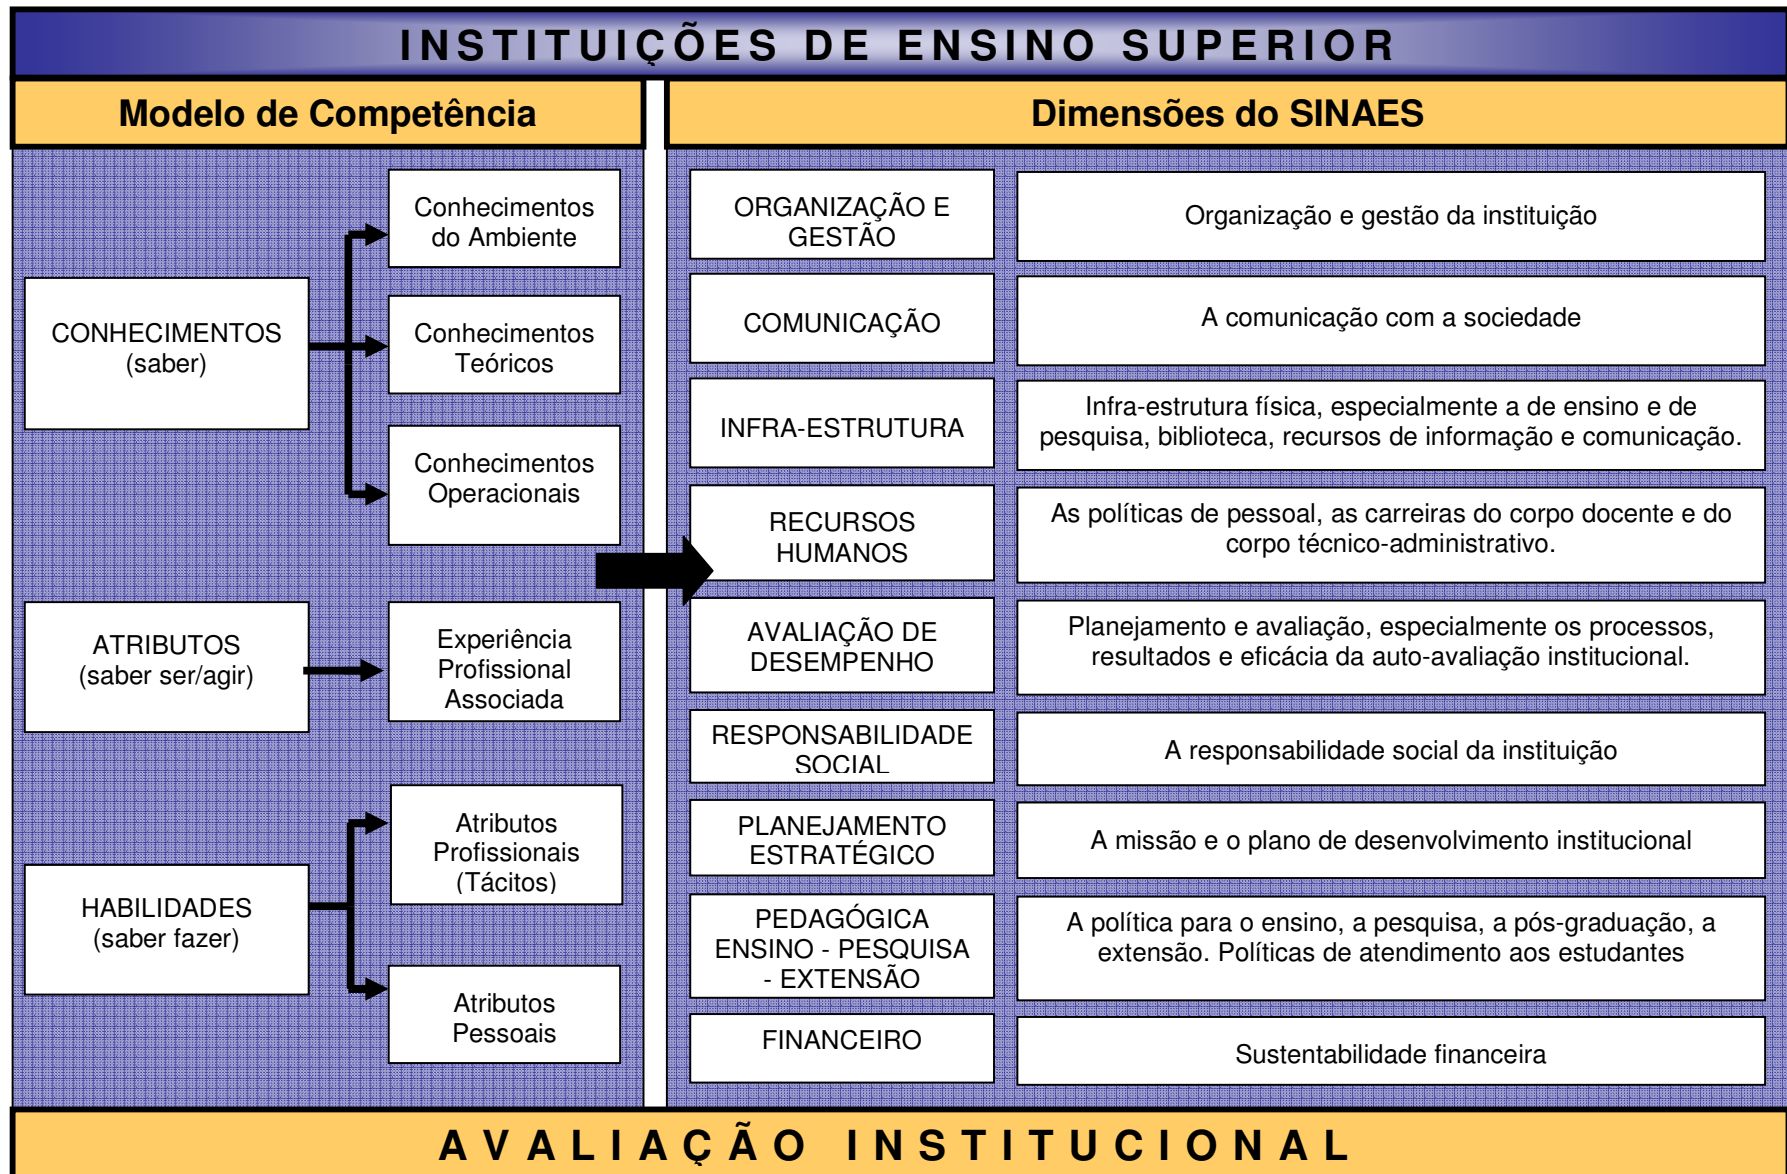 INSTITUIÇÕES DE ENSINO SUPERIOR
Modelo de Competência
CONHECIMENTOS
(saber)
Conhecimentos
do Ambiente
Conhecimentos
Teóricos
Conhecimentos
Operacionais
ATRIBUTOS
(saber ser/agir)
Experiência
Profissional
Associada
HABILIDADES
(saber fazer)
Atributos
Profissionais
(Tácitos)
Atributos
Pessoais
Dimensões do SINAES
ORGANIZAÇÃO E
GESTÃO
Organização e gestão da instituição
COMUNICAÇÃO
A comunicação com a sociedade
INFRA-ESTRUTURA
Infra-estrutura física, especialmente a de ensino e de
pesquisa, biblioteca, recursos de informação e comunicação.
RECURSOS
HUMANOS
As políticas de pessoal, as carreiras do corpo docente e do
corpo técnico-administrativo.
AVALIAÇÃO DE
DESEMPENHO
Planejamento e avaliação, especialmente os processos,
resultados e eficácia da auto-avaliação institucional.
RESPONSABILIDADE
SOCIAL
A responsabilidade social da instituição
PLANEJAMENTO
ESTRATÉGICO
A missão e o plano de desenvolvimento institucional
PEDAGÓGICA
ENSINO - PESQUISA
- EXTENSÃO
A política para o ensino, a pesquisa, a pós-graduação, a
extensão. Políticas de atendimento aos estudantes
FINANCEIRO
Sustentabilidade financeira
AVALIAÇÃO INSTITUCIONAL